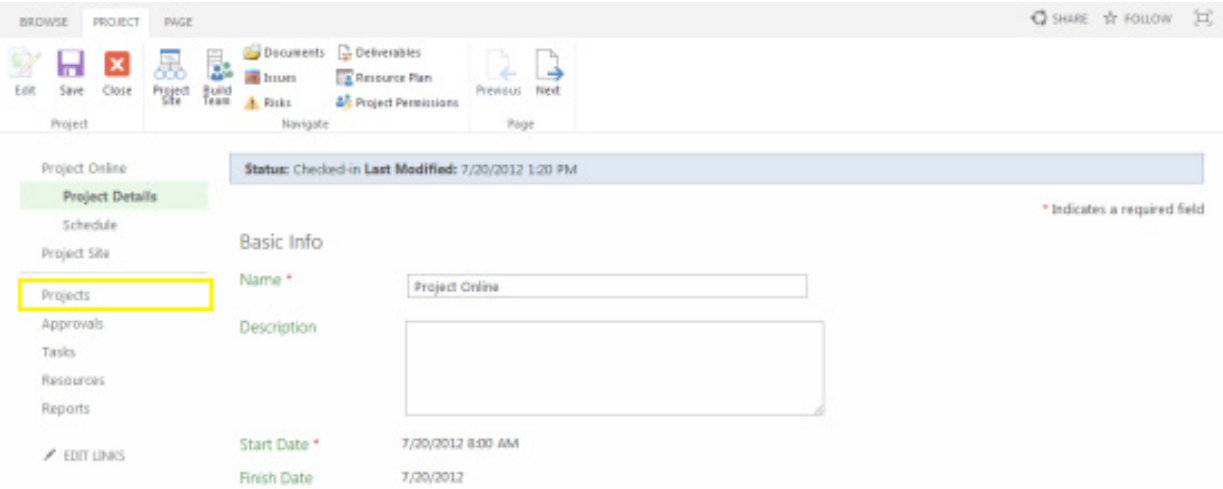 BROWSE PROJECT PAGE SHARE FOLLOW
Documents Deliverables
Issues Resource Plan
Edit Save Close Project Site Build Team Previous Next
Risks Project Permissions
Project Navigate Page
Project Online
Status: Checked-in Last Modified: 7/20/2012 1:20 PM
Project Details
* Indicates a required field
Schedule
Basic Info
Project Site
Name *
Project Online
Projects
Approvals
Description
Tasks
Resources
Reports
Start Date * 7/20/2012 8:00 AM
EDIT LINKS
Finish Date 7/20/2012